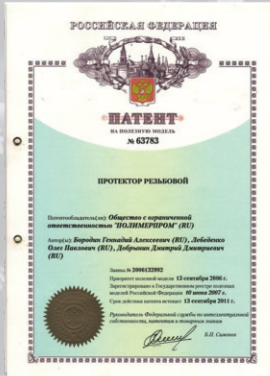 РОССИЙСКАЯ ФЕДЕРАЦИЯ
ПАТЕНТ
НА ПОЛЕЗНУЮ МОДЕЛЬ
№ 63783
ПРОТЕКТОР РЕЗЬБОВОЙ
Патентообладатель(ли): Общество с ограниченной
ответственностью "ПОЛИМЕРПРОМ" (RU)
Автор(ы): Бородин Геннадий Алексеевич (RU), Лебеденко
Олег Павлович (RU), Добрынин Дмитрий Дмитриевич
(RU)
Заявка № 2006132992
Приоритет полезной модели 13 сентября 2006 г.
Зарегистрировано в Государственном реестре полезных
моделей Российской Федерации 10 июня 2007 г.
Срок действия патента истекает 13 сентября 2011 г.
Руководитель Федеральной службы по интеллектуальной
собственности, патентам и товарным знакам
Б.П. Симонов